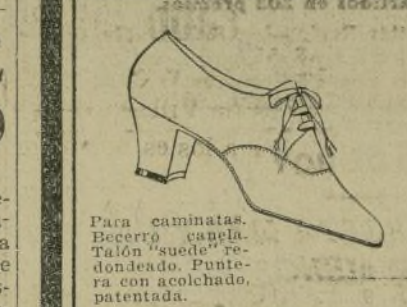 Para caminatas.
Becerro canela.
Talón "suede" re-
dondeado. Punte-
ra con acolchado,
patentada.